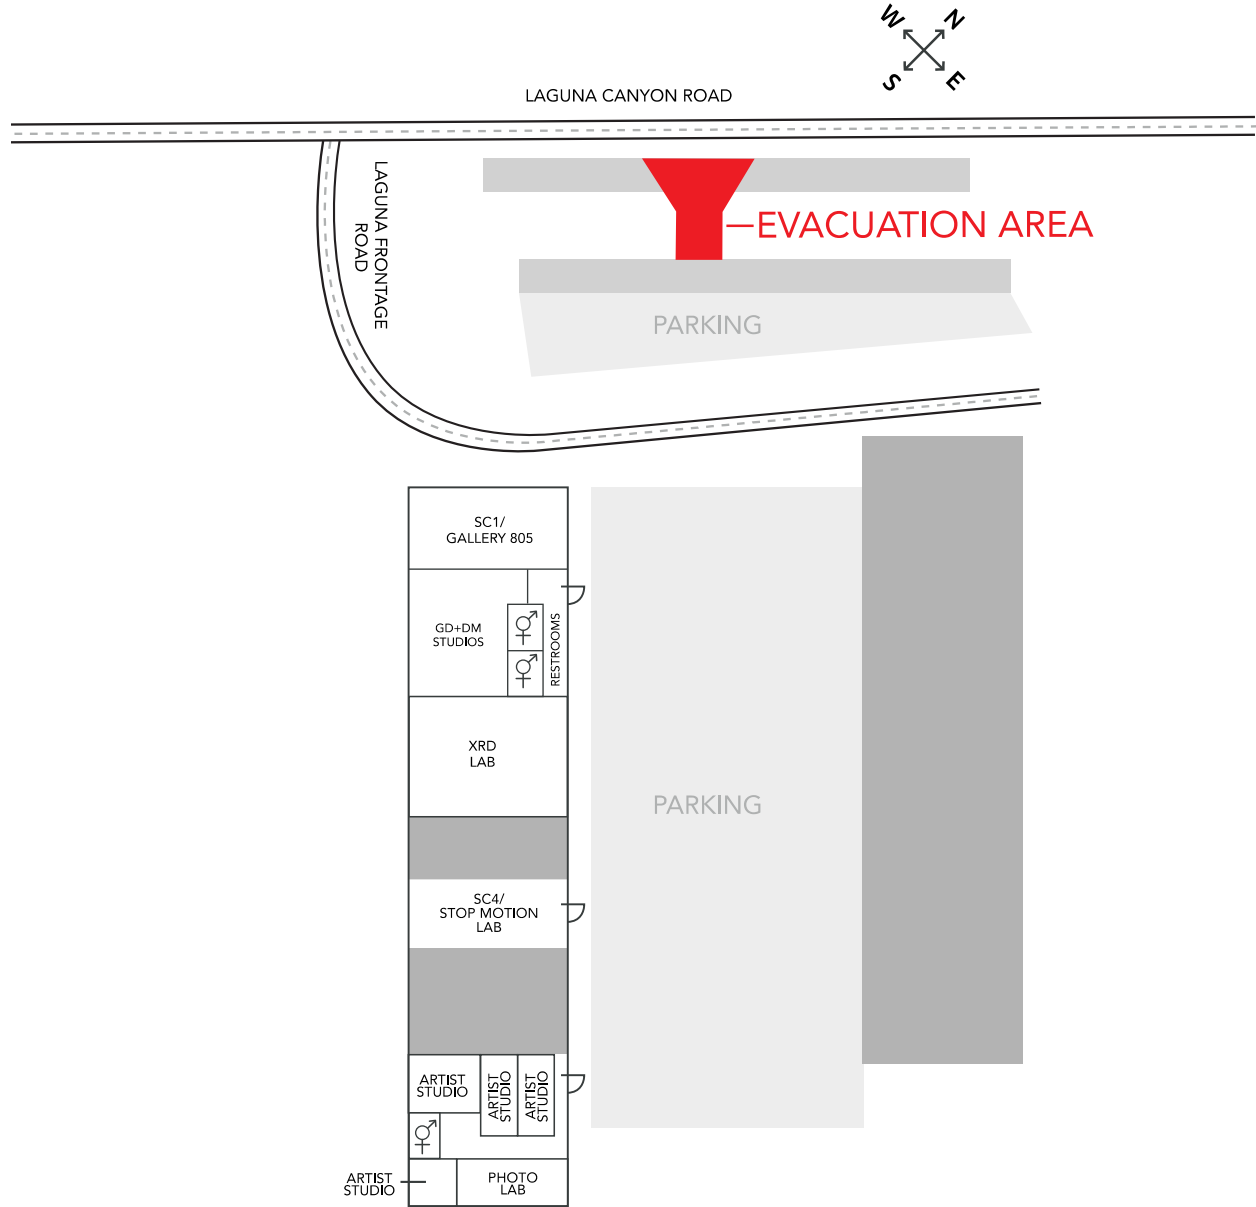 W
N
S
E
LAGUNA CANYON ROAD
LAGUNA FRONTAGE
ROAD
EVACUATION AREA
PARKING
SC1/
GALLERY 805
GD+DM
STUDIOS
RESTROOMS
XRD
LAB
PARKING
SC4/
STOP MOTION
LAB
ARTIST
STUDIO
ARTIST
STUDIO
ARTIST
STUDIO
ARTIST
STUDIO
PHOTO
LAB